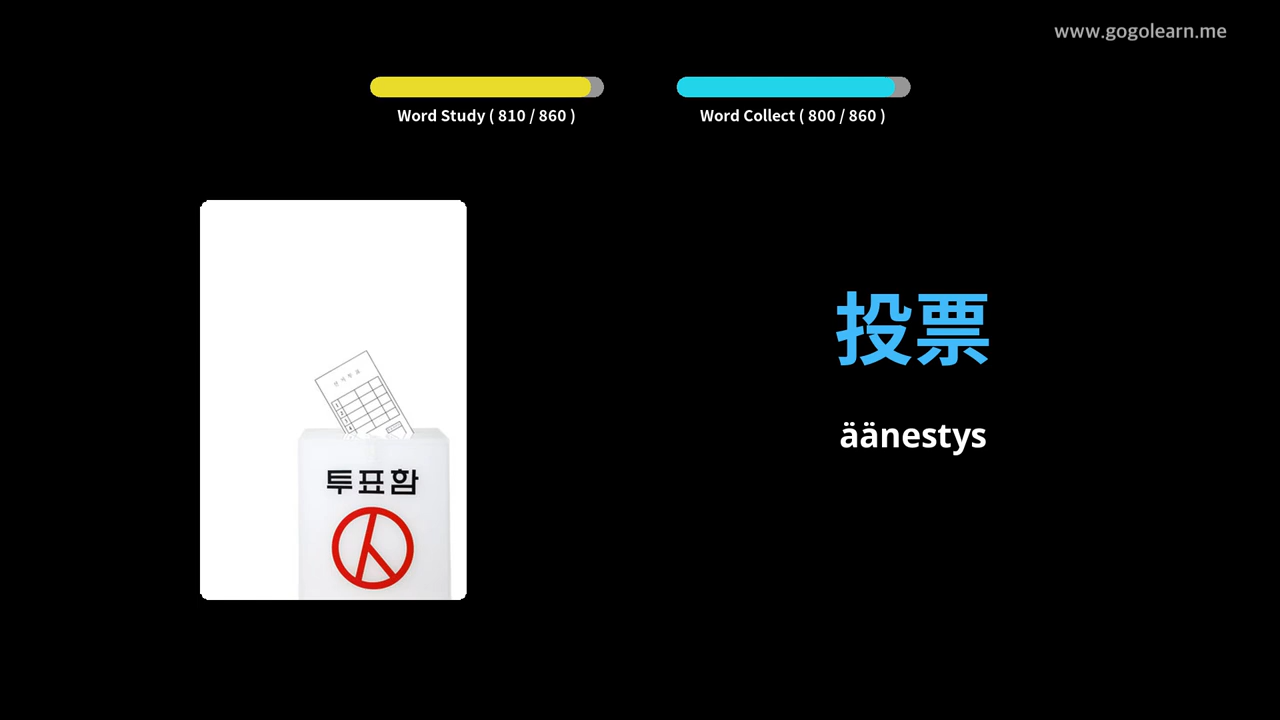 www.gogolearn.me
Word Study ( 810 / 860 )
Word Collect ( 800 / 860 )
投票
äänestys
투표함